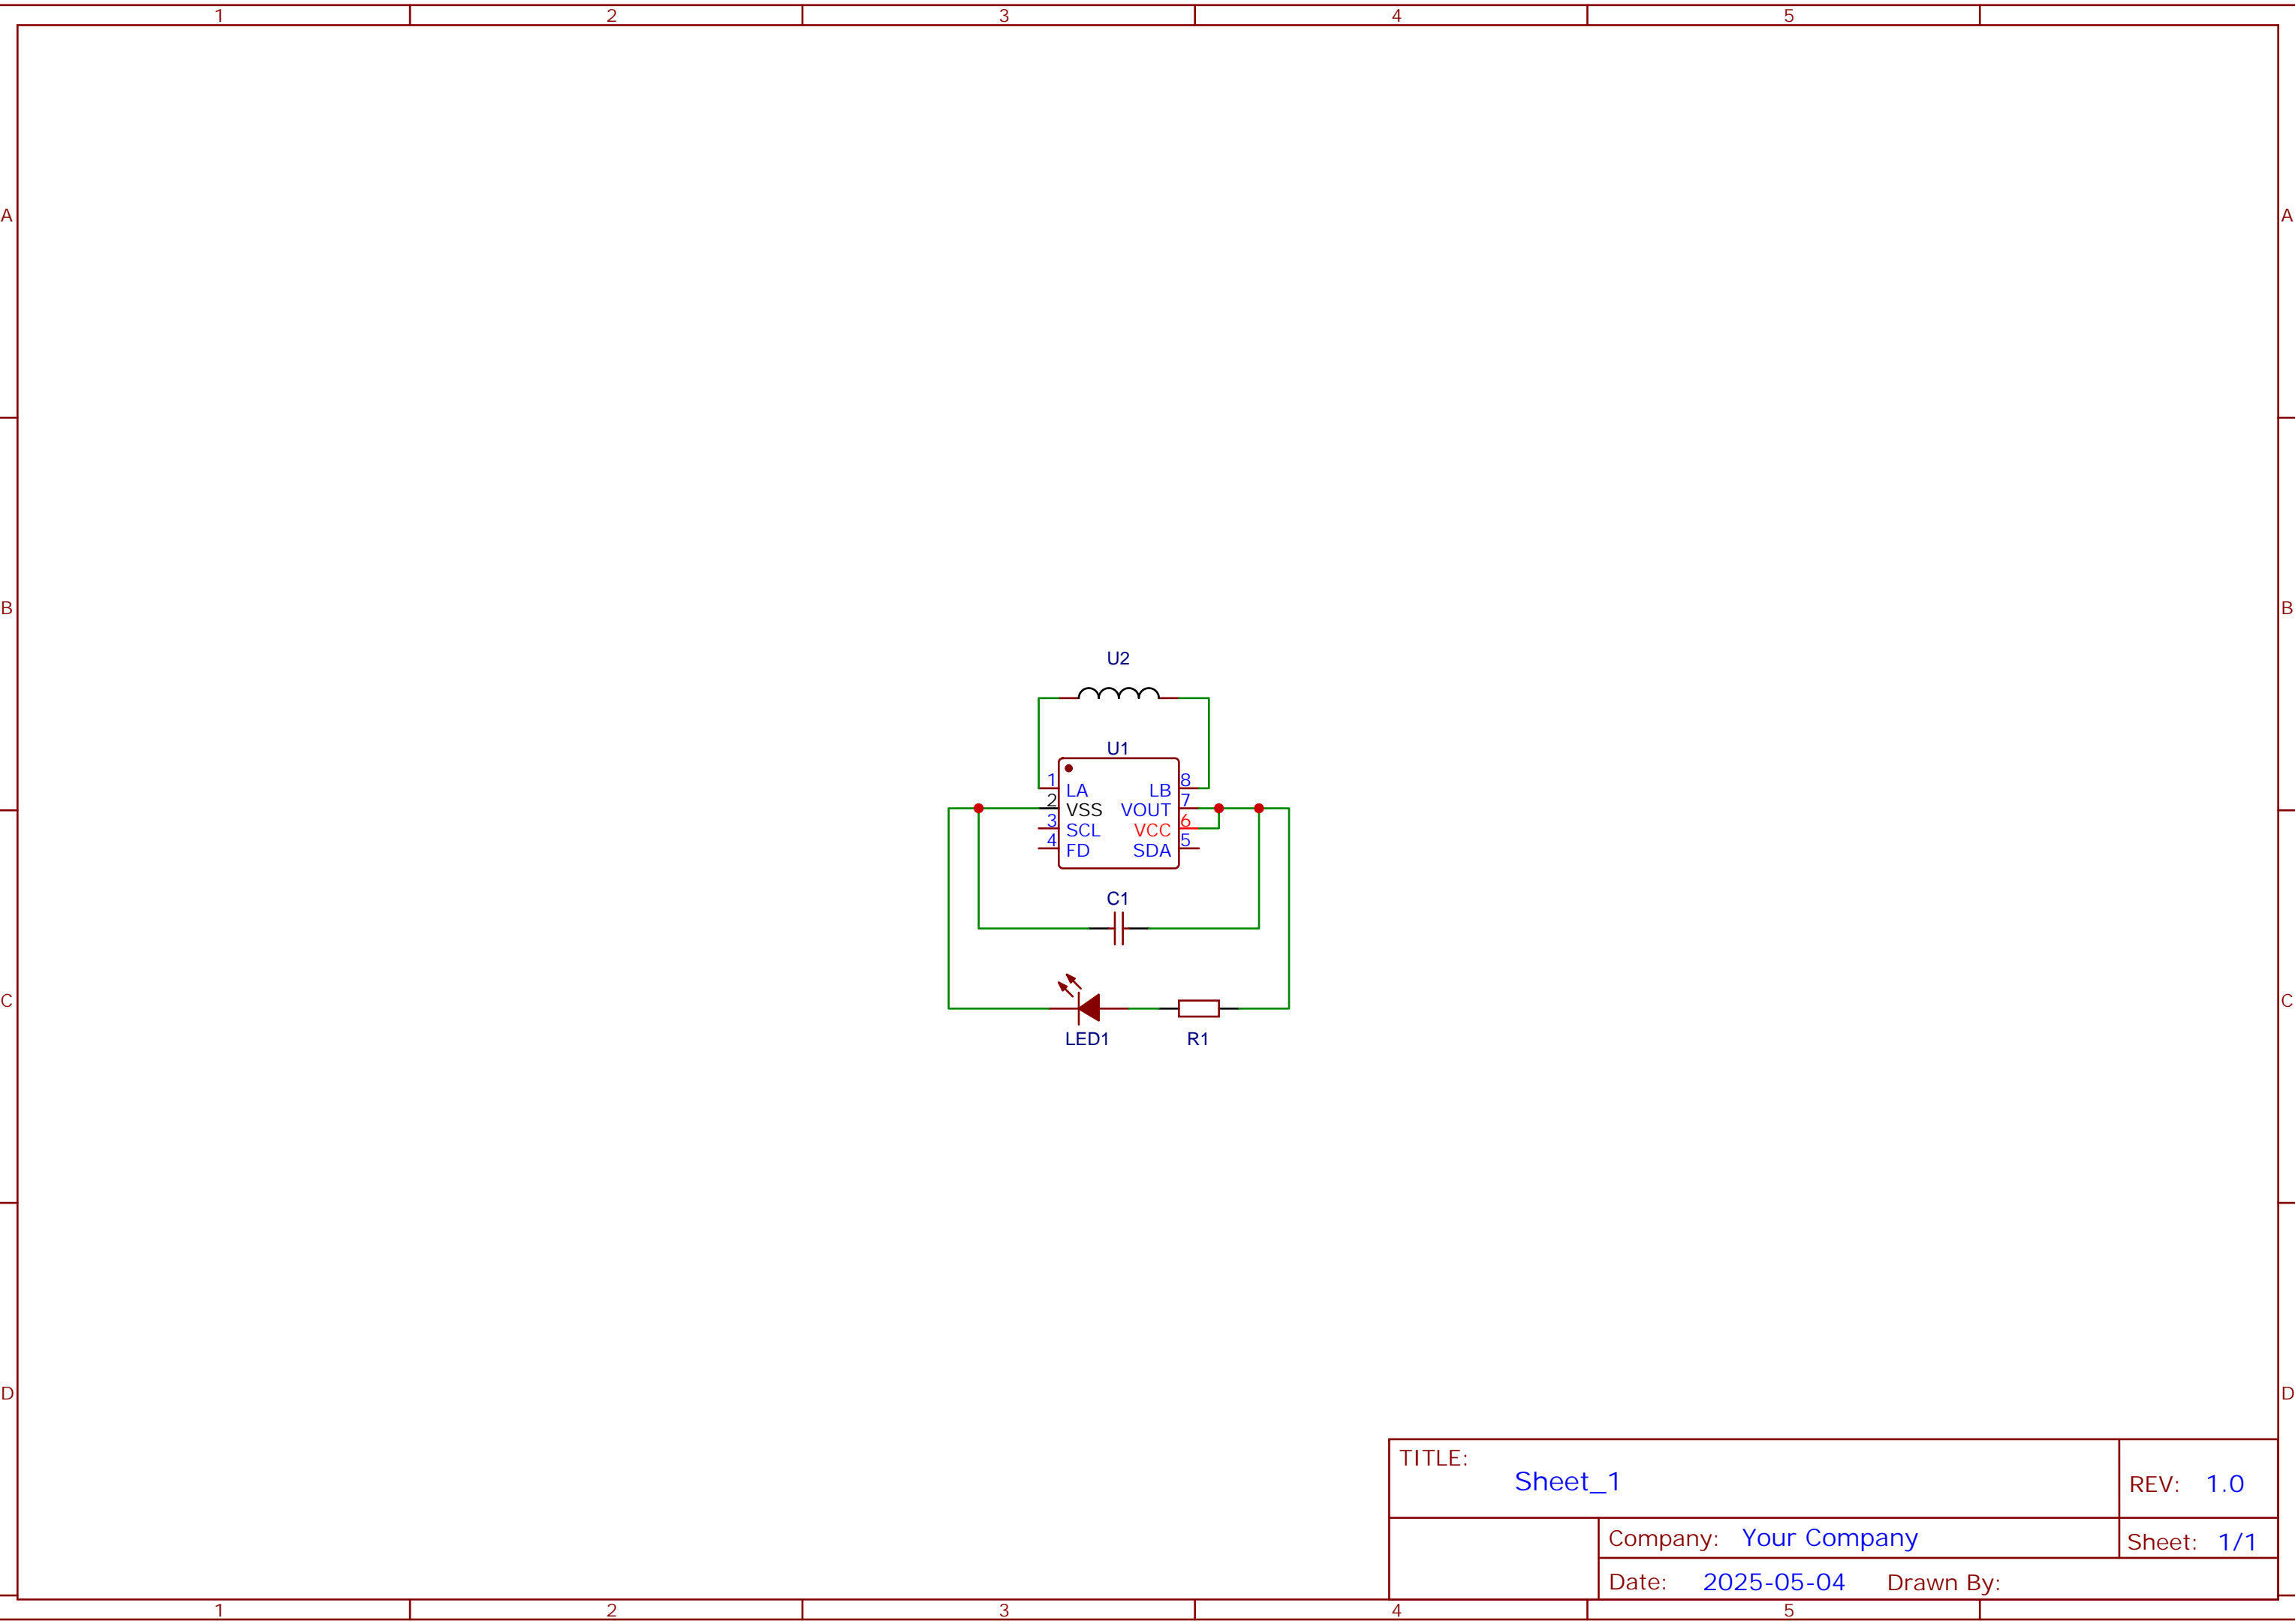 1 2 3 4 5
A A
B B
U2
U1
1 LA LB 8
2 VSS VOUT 7
3 SCL VCC 6
4 FD SDA 5
C1
C C
LED1 R1
D D
TITLE:
Sheet_1
REV: 1.0
Company: Your Company
Sheet: 1/1
Date: 2025-05-04 Drawn By:
1 2 3 4 5